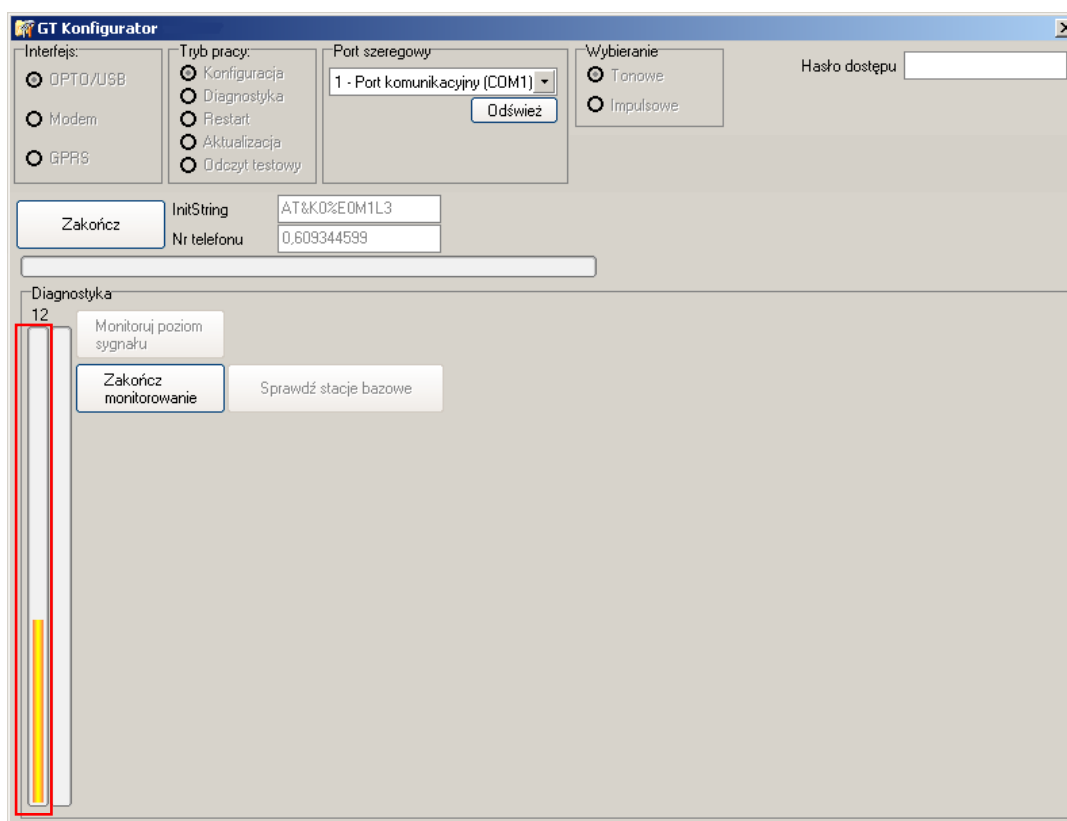 GT Konfigurator
Interfejs:
OPTO/USB
Modem
GPRS
Tryb pracy:
Konfiguracja
Diagnostyka
Restart
Aktualizacja
Odczyt testowy
Port szeregowy
1 - Port komunikacyjny (COM1)
Odśwież
Wybieranie
Tonowe
Impulsowe
Hasło dostępu
Zakończ
InitString
AT&K0%E0M1L3
Nr telefonu
0,609344599
Diagnostyka
12
Monitoruj poziom
sygnału
Zakończ
monitorowanie
Sprawdź stacje bazowe